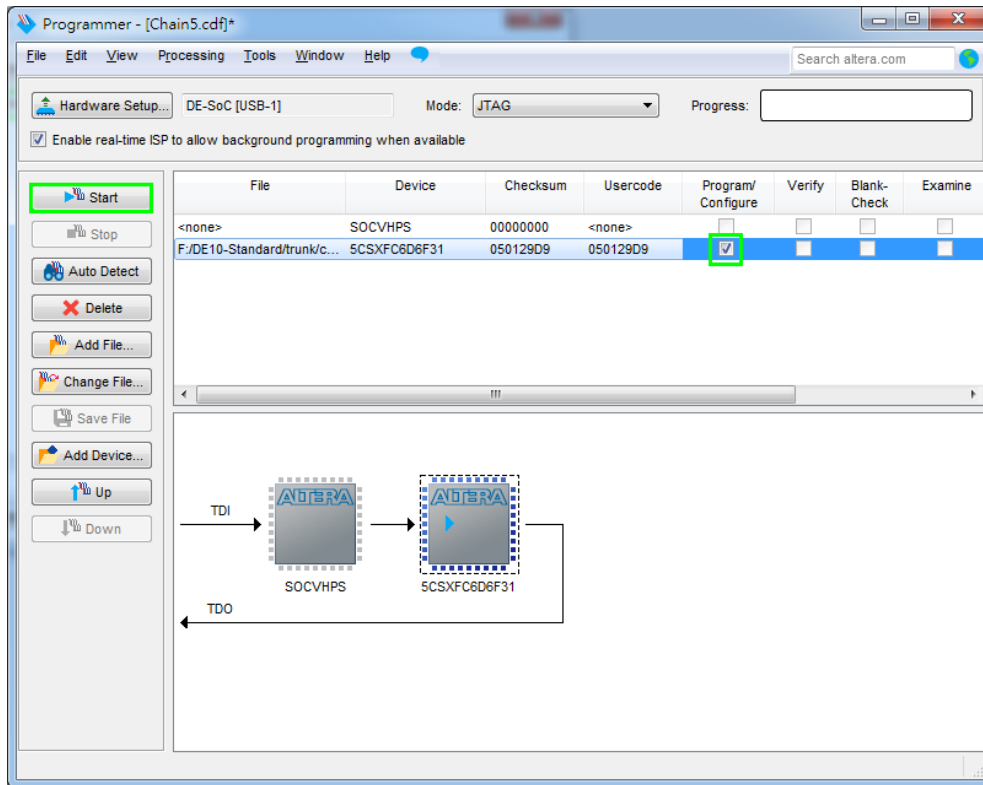 Programmer - [Chain5.cdf]*
File Edit View Processing Tools Window Help Search altera.com
Hardware Setup... DE-SoC [USB-1] Mode: JTAG Progress:
Enable real-time ISP to allow background programming when available
Start
Stop
Auto Detect
Delete
Add File...
Change File...
Save File
Add Device...
Up
Down
File Device Checksum Usercode Program/ Verify Blank- Examine
Configure Check
<none> SOCVHPS 00000000 <none>
F:/DE10-Standard/trunk/c... 5CSXFC6D6F31 050129D9 050129D9
ALTERA ALTERA
TDI
SOCVHPS 5CSXFC6D6F31
TDO